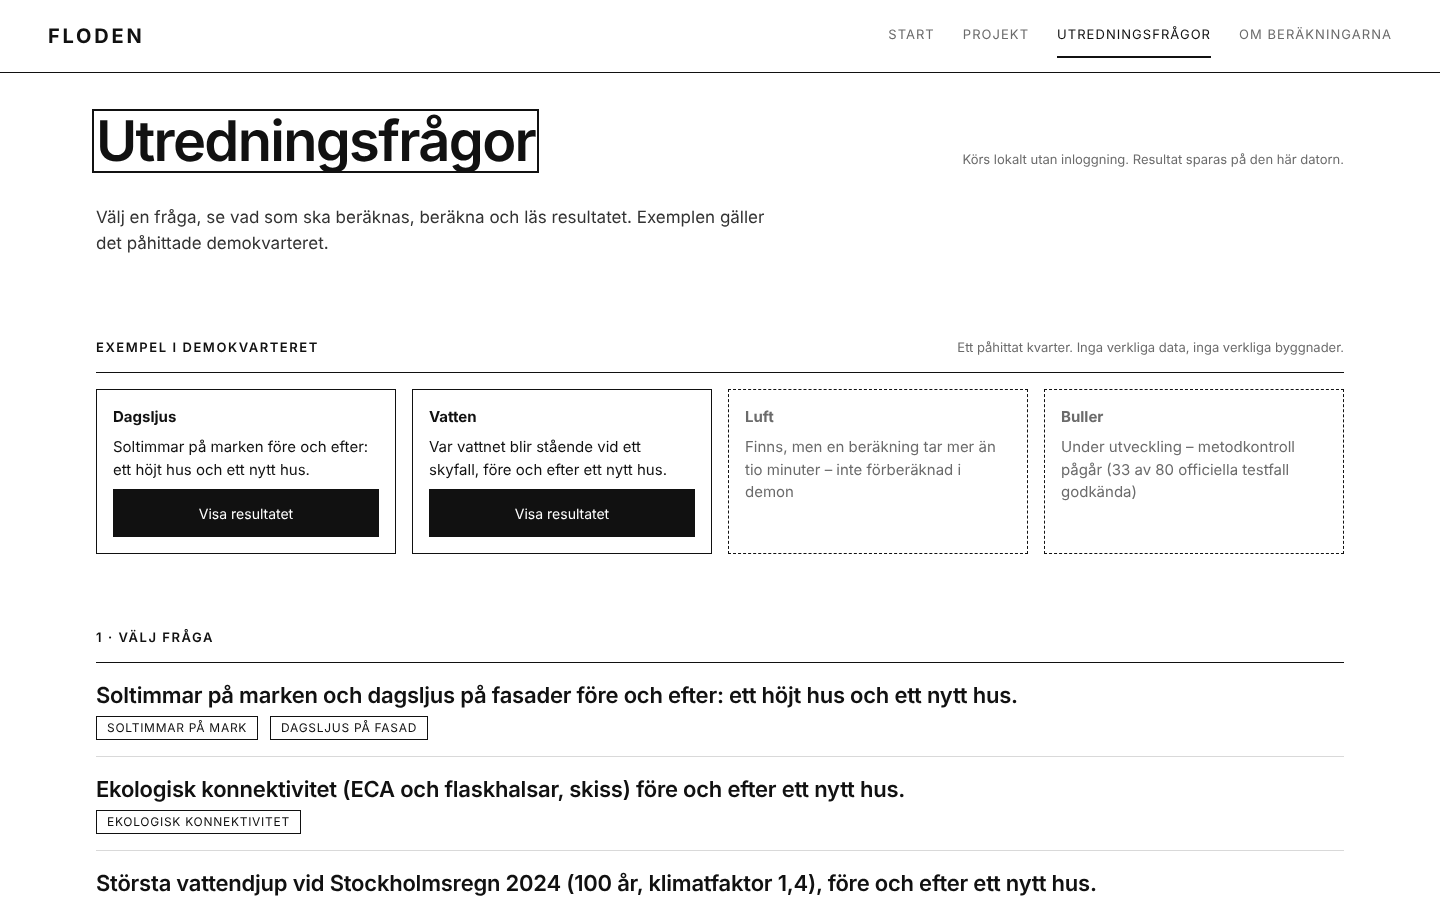 FLODEN
START PROJEKT UTREDNINGSFRÅGOR OM BERÄKNINGARNA
Utredningsfrågor
Körs lokalt utan inloggning. Resultat sparas på den här datorn.
Välj en fråga, se vad som ska beräknas, beräkna och läs resultatet. Exemplen gäller
det påhittade demokvarteret.
EXEMPEL I DEMOKVARTERET
Ett påhittat kvarter. Inga verkliga data, inga verkliga byggnader.
Dagsljus
Soltimmar på marken före och efter:
ett höjt hus och ett nytt hus.
Visa resultatet
Vatten
Var vattnet blir stående vid ett
skyfall, före och efter ett nytt hus.
Visa resultatet
Luft
Finns, men en beräkning tar mer än
tio minuter – inte förberäknad i
demon
Buller
Under utveckling – metodkontroll
pågår (33 av 80 officiella testfall
godkända)
1 · VÄLJ FRÅGA
Soltimmar på marken och dagsljus på fasader före och efter: ett höjt hus och ett nytt hus.
SOLTIMMAR PÅ MARK DAGSLJUS PÅ FASAD
Ekologisk konnektivitet (ECA och flaskhalsar, skiss) före och efter ett nytt hus.
EKOLOGISK KONNEKTIVITET
Största vattendjup vid Stockholmsregn 2024 (100 år, klimatfaktor 1,4), före och efter ett nytt hus.